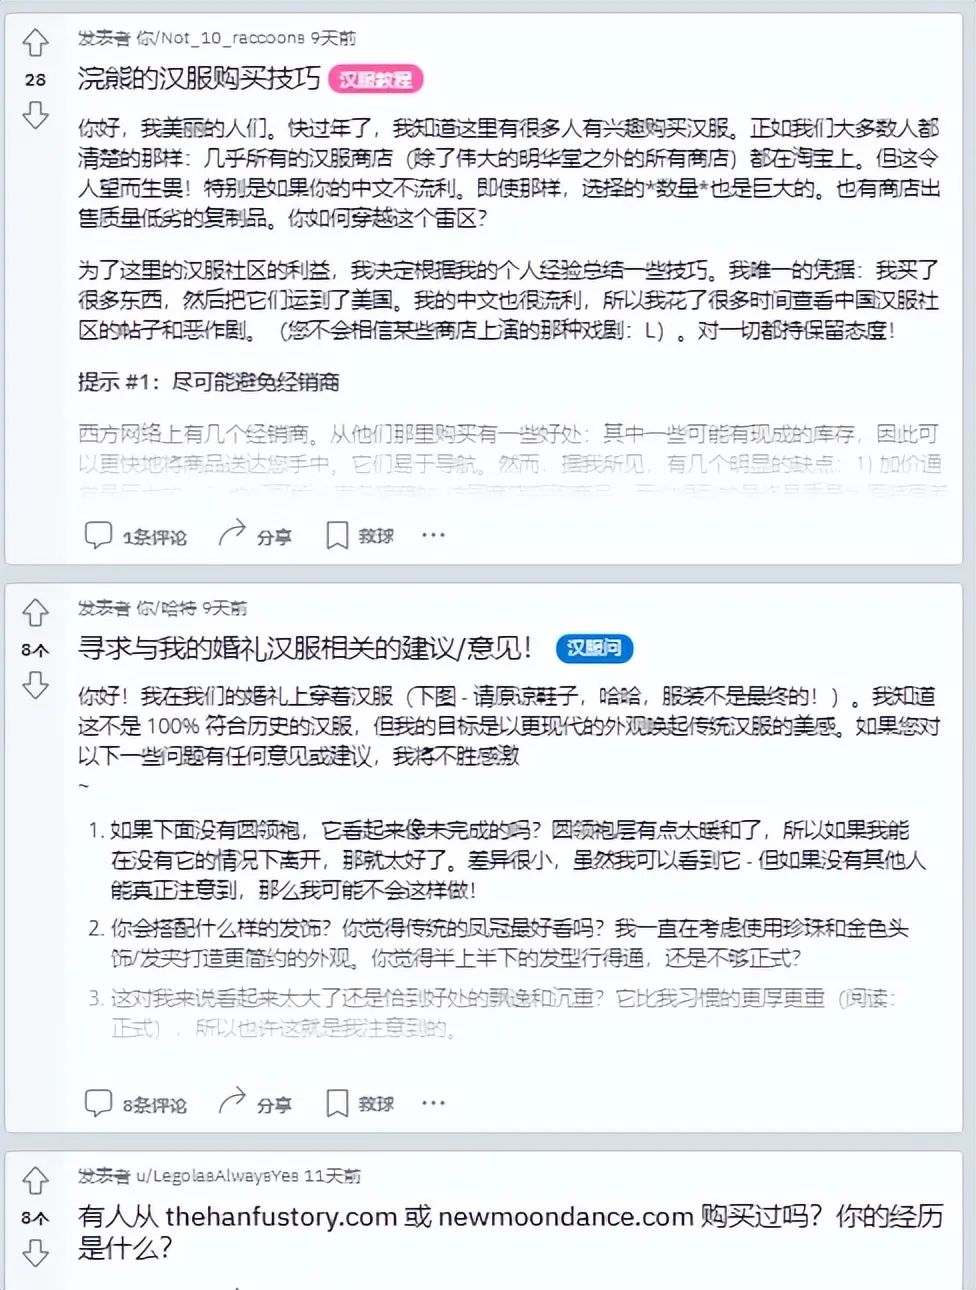 发表者 你/Not_10_raccoons 9天前
28
浣熊的汉服购买技巧 汉服教程
你好，我美丽的人们。快过年了，我知道这里有很多人有兴趣购买汉服。正如我们大多数人都
清楚的那样：几乎所有的汉服商店（除了伟大的明华堂之外的所有商店）都在淘宝上。但这令
人望而生畏！特别是如果你的中文不流利。即使那样，选择的*数量*也是巨大的。也有商店出
售质量低劣的复制品。你如何穿越这个雷区？
为了这里的汉服社区的利益，我决定根据我的个人经验总结一些技巧。我唯一的凭据：我买了
很多东西，然后把它们运到了美国。我的中文也很流利，所以我花了很多时间查看中国汉服社
区的帖子和恶作剧。（您不会相信某些商店上演的那种戏剧：L）。对一切都持保留态度！
提示 #1：尽可能避免经销商
西方网络上有几个经销商。从他们那里购买有一些好处：其中一些可能有现成的库存，因此可
以更快地将商品送达您手中。它们易于导航。然而，据我所见，有几个明显的缺点：1) 加价通
1条评论 分享 救球 ···
发表者 你/哈特 9天前
8个
寻求与我的婚礼汉服相关的建议/意见！ 汉服问
你好！我在我们的婚礼上穿着汉服（下图 - 请原谅鞋子，哈哈，服装不是最终的！）。我知道
这不是 100% 符合历史的汉服，但我的目标是以更现代的外观唤起传统汉服的美感。如果您对
以下一些问题有任何意见或建议，我将不胜感激
~
1. 如果下面没有圆领袍，它看起来像未完成的吗？圆领袍层有点太暖和了，所以如果我能
在没有它的情况下离开，那就太好了。差异很小，虽然我可以看到它 - 但如果没有其他人
能真正注意到，那么我可能不会这样做！
2. 你会搭配什么样的发饰？你觉得传统的凤冠最好看吗？我一直在考虑使用珍珠和金色头
饰/发夹打造更简约的外观。你觉得半上半下的发型行得通，还是不够正式？
3. 这对我来说看起来太大了还是恰到好处的飘逸和沉重？它比我习惯的更厚更重（阅读：
正式），所以也许这就是我注意到的。
8条评论 分享 救球 ···
发表者 u/LegolasAlwaysYes 11天前
8个
有人从 thehanfustory.com 或 newmoondance.com 购买过吗？你的经历
是什么？